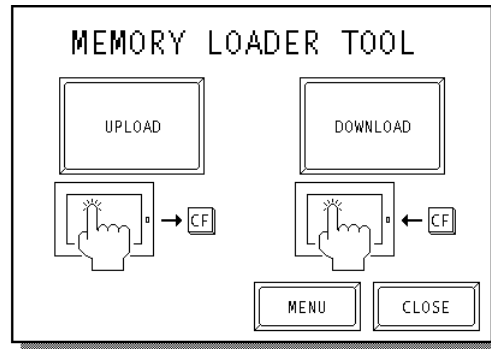 MEMORY LOADER TOOL
UPLOAD
DOWNLOAD
CF
CF
MENU
CLOSE